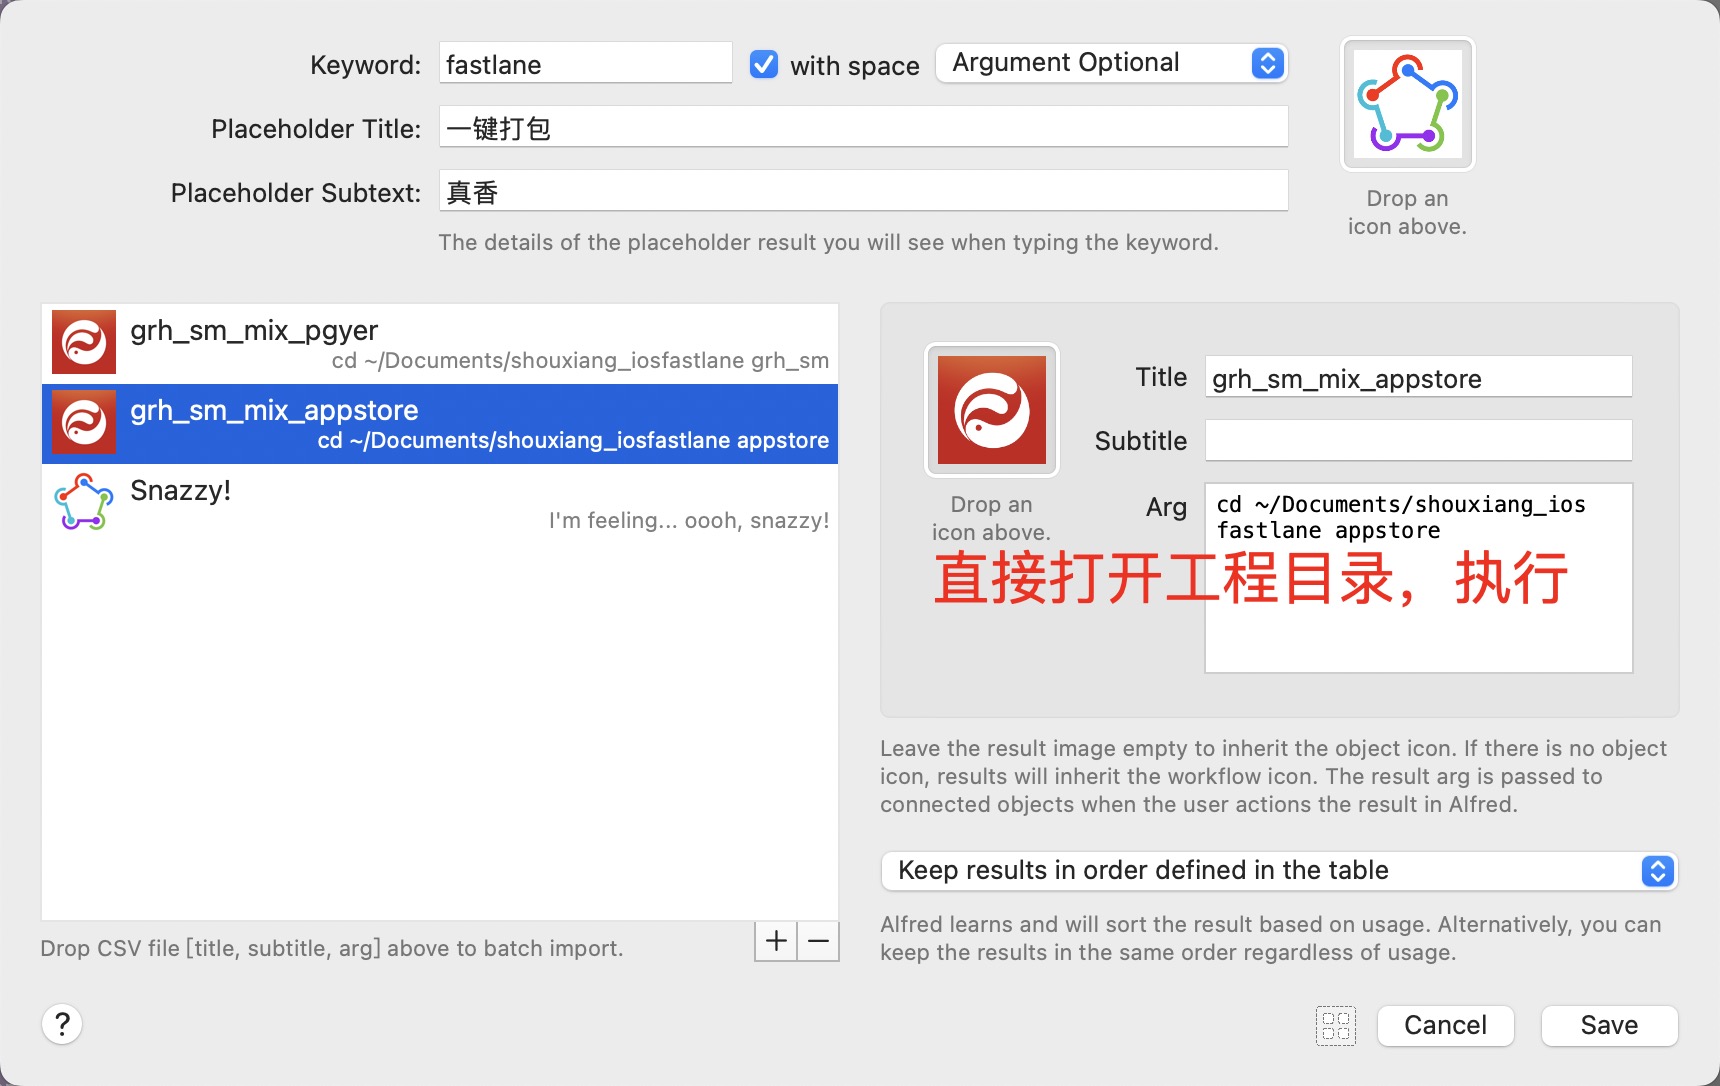 Keyword: fastlane with space Argument Optional
Placeholder Title: 一键打包
Placeholder Subtext: 真香
The details of the placeholder result you will see when typing the keyword.
Drop an
icon above.
grh_sm_mix_pgyer
cd ~/Documents/shouxiang_iosfastlane grh_sm
grh_sm_mix_appstore
cd ~/Documents/shouxiang_iosfastlane appstore
Snazzy!
I'm feeling... oooh, snazzy!
Drop CSV file [title, subtitle, arg] above to batch import.
Drop an
icon above.
Title grh_sm_mix_appstore
Subtitle
Arg cd ~/Documents/shouxiang_ios
fastlane appstore
直接打开工程目录，执行
Leave the result image empty to inherit the object icon. If there is no object
icon, results will inherit the workflow icon. The result arg is passed to
connected objects when the user actions the result in Alfred.
Keep results in order defined in the table
Alfred learns and will sort the result based on usage. Alternatively, you can
keep the results in the same order regardless of usage.
?
Cancel Save